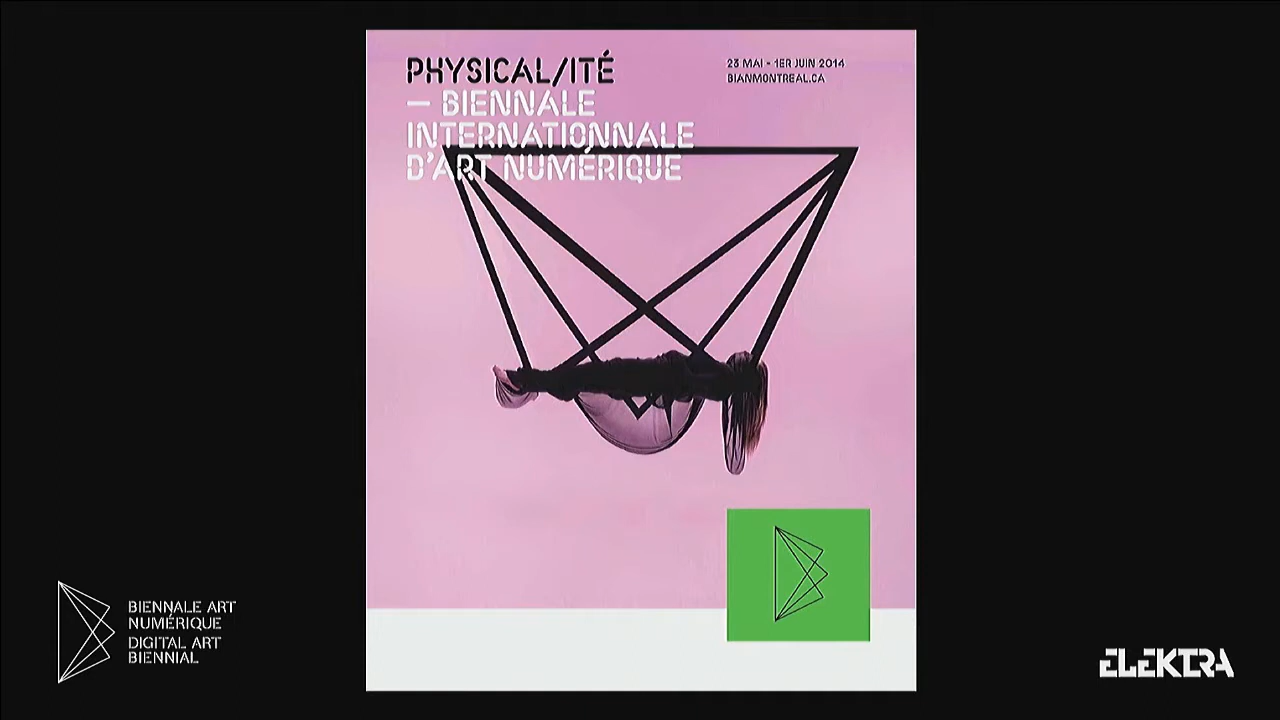 PHYSICAL/ITÉ
— BIENNALE
INTERNATIONNALE
D'ART NUMÉRIQUE
23 MAI - 1ER JUIN 2014
BIANMONTREAL.CA
BIENNALE ART
NUMÉRIQUE
DIGITAL ART
BIENNIAL
ELEKTRA